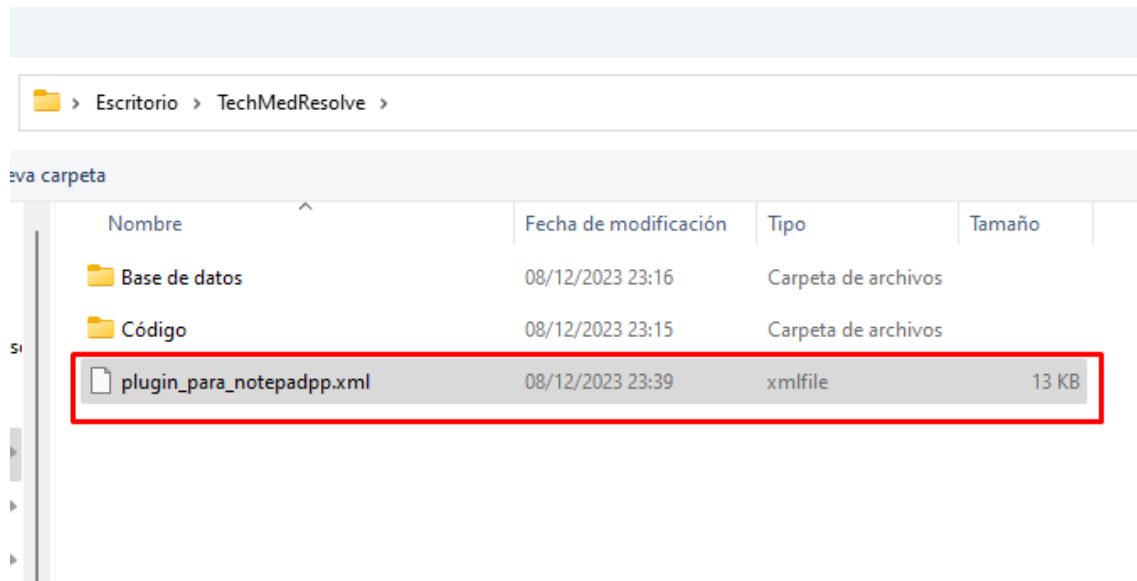 Escritorio > TechMedResolve >
eva carpeta
Nombre Fecha de modificación Tipo Tamaño
Base de datos 08/12/2023 23:16 Carpeta de archivos
Código 08/12/2023 23:15 Carpeta de archivos
plugin_para_notepadpp.xml 08/12/2023 23:39 xmlfile 13 KB